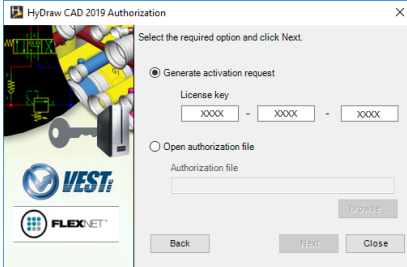 HyDraw CAD 2019 Authorization
Select the required option and click Next.
Generate activation request
License key
XXXX - XXXX - XXXX
Open authorization file
Authorization file
Browse...
VEST
FLEXNET
Back Next Close